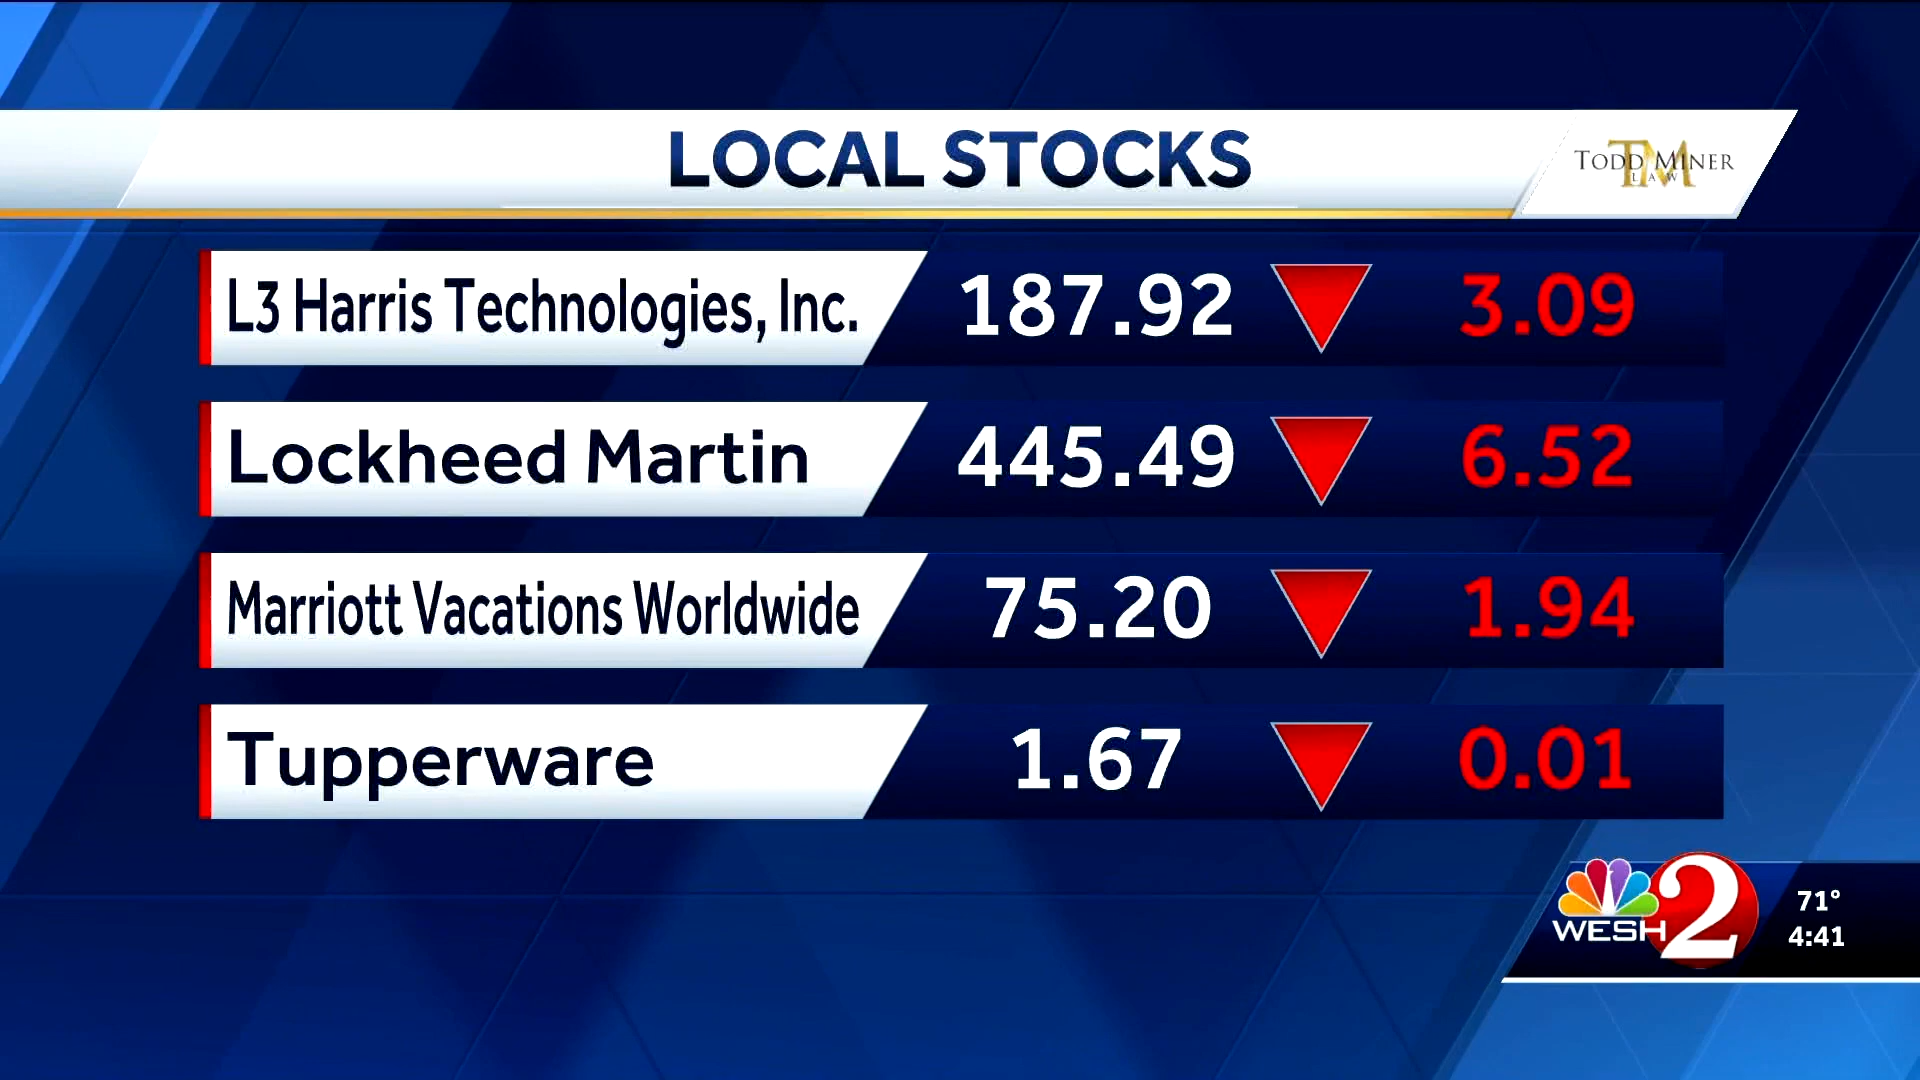 LOCAL STOCKS
TODD MINER
LAW
L3 Harris Technologies, Inc. 187.92 3.09
Lockheed Martin 445.49 6.52
Marriott Vacations Worldwide 75.20 1.94
Tupperware 1.67 0.01
WESH 2
71°
4:41